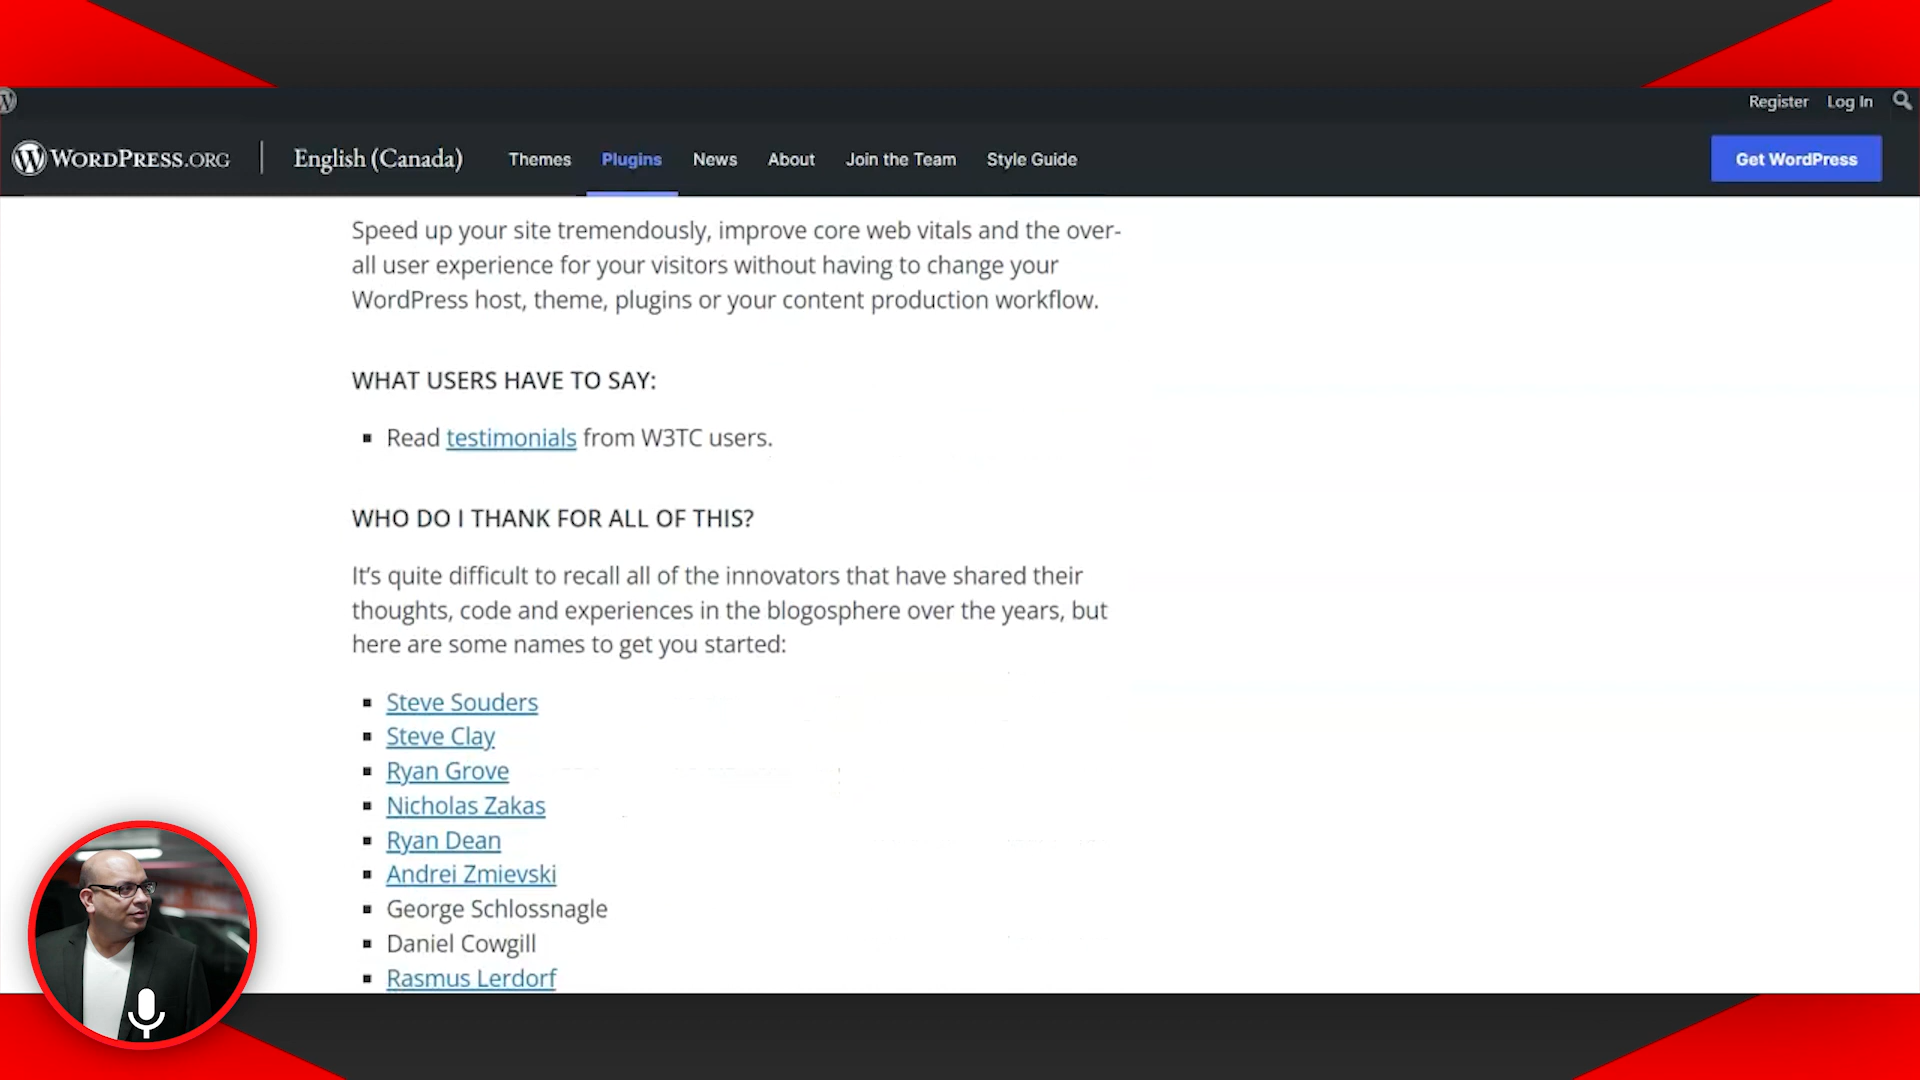 Register Log In
WORDPRESS.ORG English (Canada) Themes Plugins News About Join the Team Style Guide Get WordPress
Speed up your site tremendously, improve core web vitals and the over-
all user experience for your visitors without having to change your
WordPress host, theme, plugins or your content production workflow.
WHAT USERS HAVE TO SAY:
Read testimonials from W3TC users.
WHO DO I THANK FOR ALL OF THIS?
It’s quite difficult to recall all of the innovators that have shared their
thoughts, code and experiences in the blogosphere over the years, but
here are some names to get you started:
Steve Souders
Steve Clay
Ryan Grove
Nicholas Zakas
Ryan Dean
Andrei Zmievski
George Schlossnagle
Daniel Cowgill
Rasmus Lerdorf